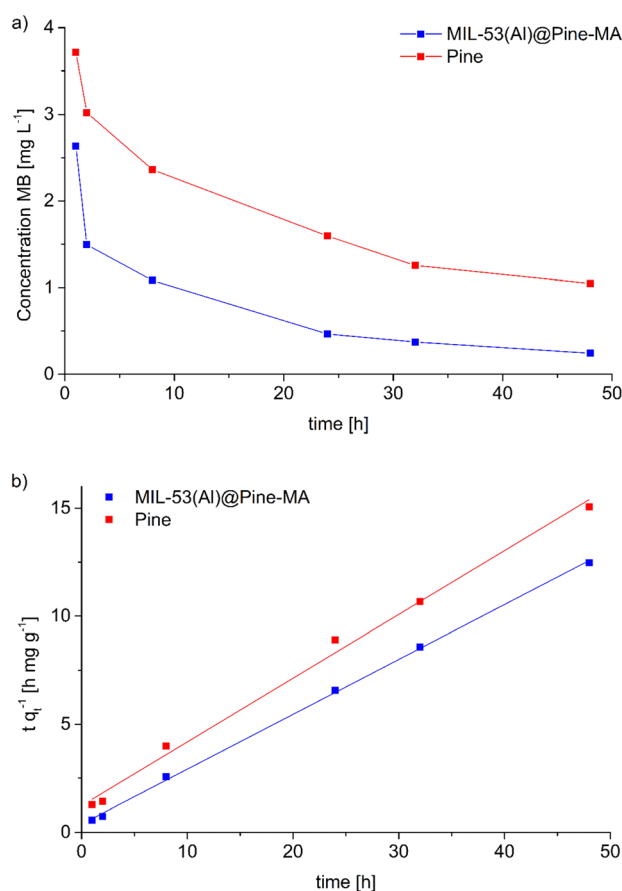 a)
MIL-53(Al)@Pine-MA
Pine
Concentration MB [mg L⁻¹]
4
3
2
1
0
0 10 20 30 40 50
time [h]
b)
MIL-53(Al)@Pine-MA
Pine
t qₜ⁻¹ [h mg g⁻¹]
15
10
5
0
0 10 20 30 40 50
time [h]